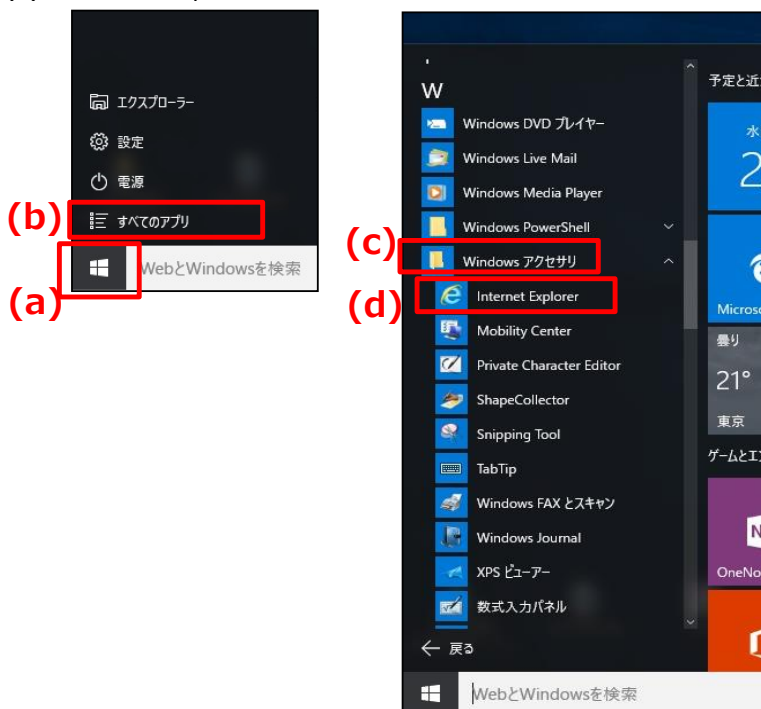 エクスプローラー
設定
電源
(b)
すべてのアプリ
WebとWindowsを検索
(a)
W
Windows DVD プレイヤー
Windows Live Mail
Windows Media Player
Windows PowerShell
(c)
Windows アクセサリ
(d)
Internet Explorer
Mobility Center
Private Character Editor
ShapeCollector
Snipping Tool
TabTip
Windows FAX とスキャン
Windows Journal
XPS ビューアー
数式入力パネル
戻る
WebとWindowsを検索
予定と近
水
2
Micros
曇り
21°
東京
ゲームとエ
N
OneNo